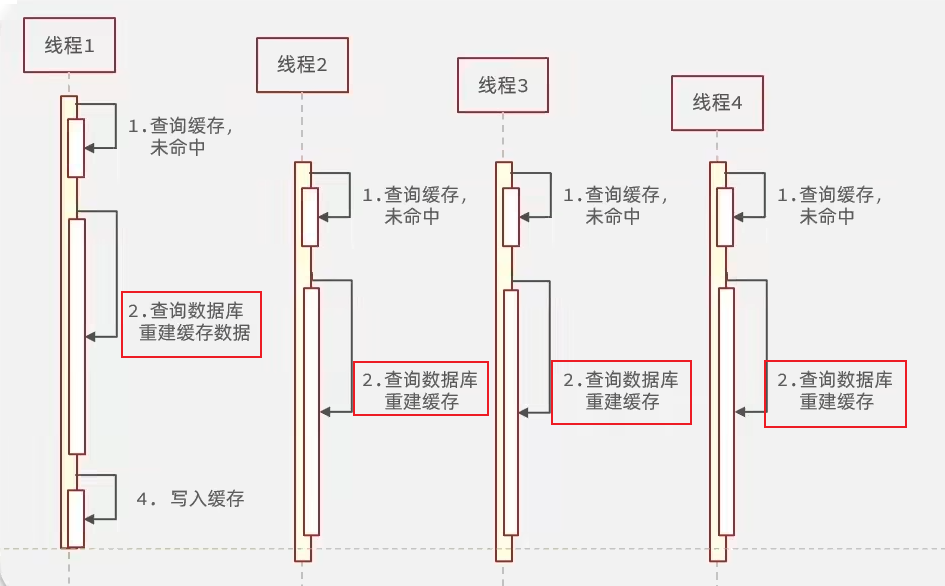 线程1
线程2
线程3
线程4
1.查询缓存,
未命中
1.查询缓存,
未命中
1.查询缓存,
未命中
1.查询缓存,
未命中
2.查询数据库
重建缓存数据
2.查询数据库
重建缓存
2.查询数据库
重建缓存
2.查询数据库
重建缓存
4. 写入缓存